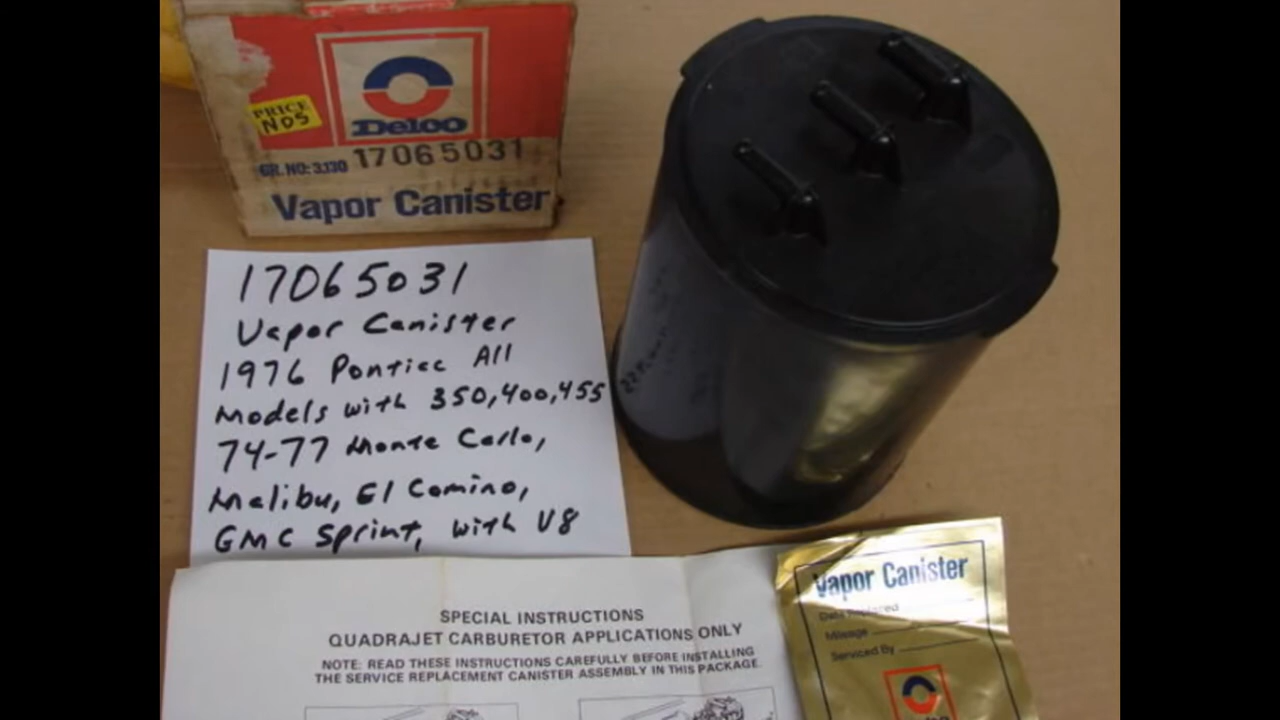 PRICE
NOS
Delco
GR. NO: 3.130 17065031
Vapor Canister
17065031
Vapor Canister
1976 Pontiac All
Models with 350,400,455
74-77 Monte Carlo,
Malibu, El Camino,
GMC Sprint, with V8
SPECIAL INSTRUCTIONS
QUADRAJET CARBURETOR APPLICATIONS ONLY
NOTE: READ THESE INSTRUCTIONS CAREFULLY BEFORE INSTALLING
THE SERVICE REPLACEMENT CANISTER ASSEMBLY IN THIS PACKAGE.
Vapor Canister
Date Replaced
Mileage
Serviced By